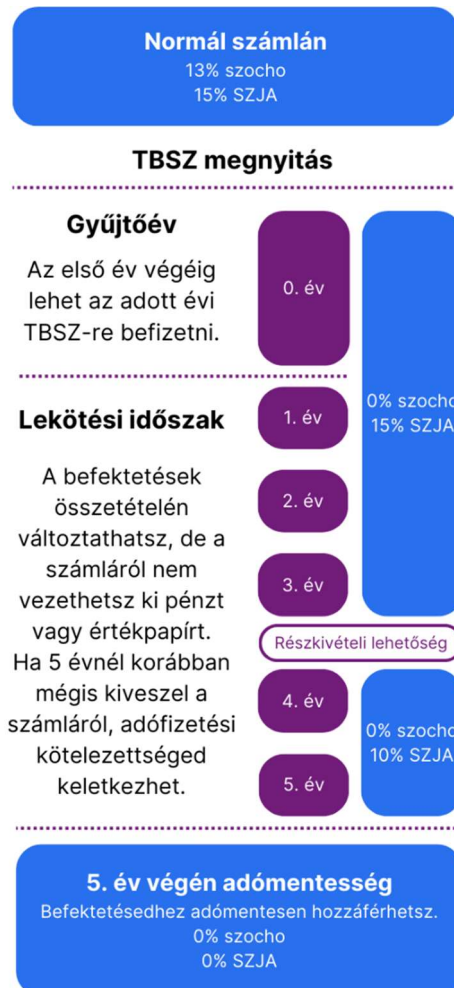 Normál számlán
13% szocho
15% SZJA
TBSZ megnyitás
Gyűjtőév
Az első év végéig
lehet az adott évi
TBSZ-re befizetni.
0. év
Lekötési időszak
1. év
0% szocho
15% SZJA
A befektetések
összetételén
változtathatsz, de a
számláról nem
vezethetsz ki pénzt
vagy értékpapírt.
Ha 5 évnél korábban
mégis kiveszel a
számláról, adófizetési
kötelezettséged
keletkezhet.
2. év
3. év
Részkivételi lehetőség
4. év
0% szocho
10% SZJA
5. év
5. év végén adómentesség
Befektetésedhez adómentesen hozzáférhetsz.
0% szocho
0% SZJA